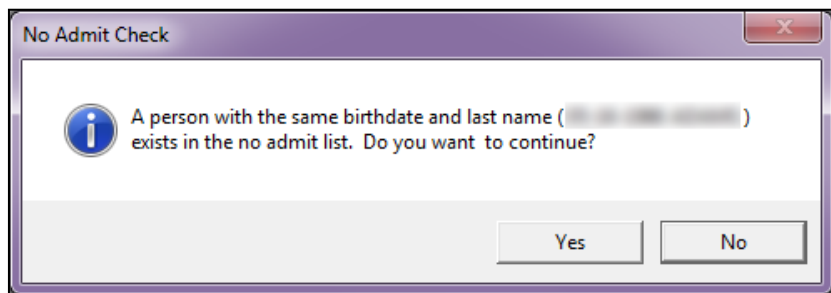 No Admit Check
A person with the same birthdate and last name ( )
exists in the no admit list.  Do you want  to continue?
Yes
No